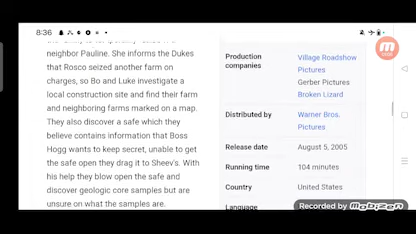 8:36
neighbor Pauline. She informs the Dukes
that Rosco seized another farm on
charges, so Bo and Luke investigate a
local construction site and find their farm
and neighboring farms marked on a map.
They also discover a safe which they
believe contains information that Boss
Hogg wants to keep secret, unable to
get the safe open they drag it to Sheev's. With
his help they blow open the safe and
discover geologic core samples but are
unsure on what the samples are.
Production companies
Village Roadshow Pictures
Gerber Pictures
Broken Lizard
Distributed by
Warner Bros. Pictures
Release date
August 5, 2005
Running time
104 minutes
Country
United States
Language
Recorded by Mobizen